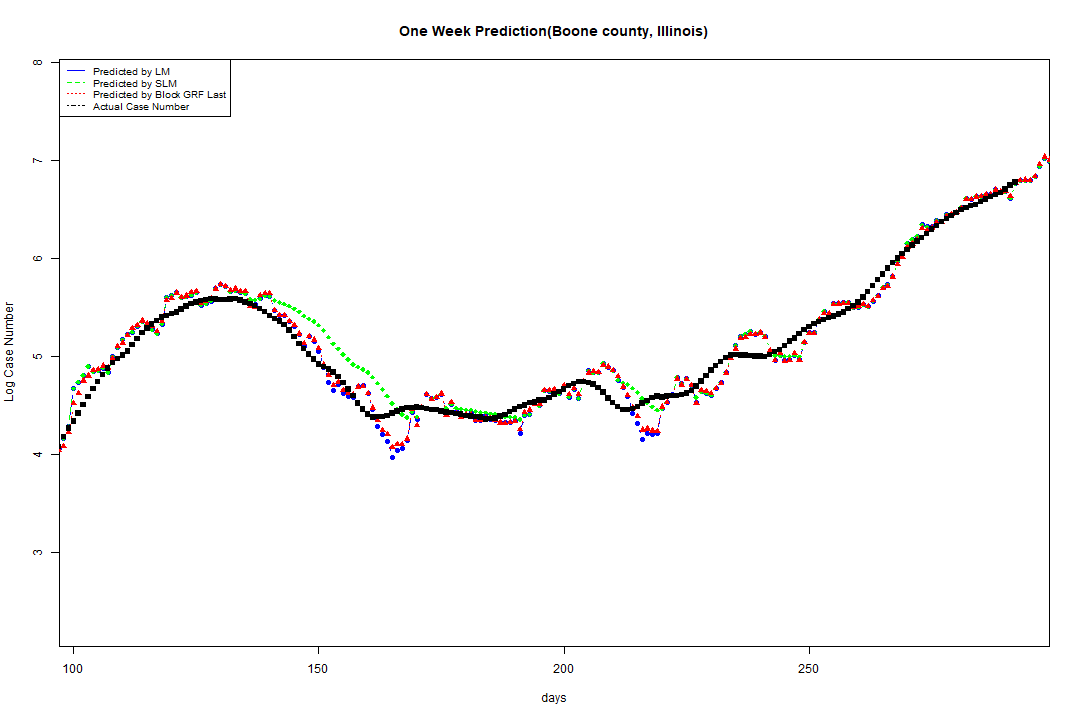 One Week Prediction(Boone county, Illinois)
8
Predicted by LM
Predicted by SLM
Predicted by Block GRF Last
Actual Case Number
7
6
5
4
3
Log Case Number
100 150 200 250
days